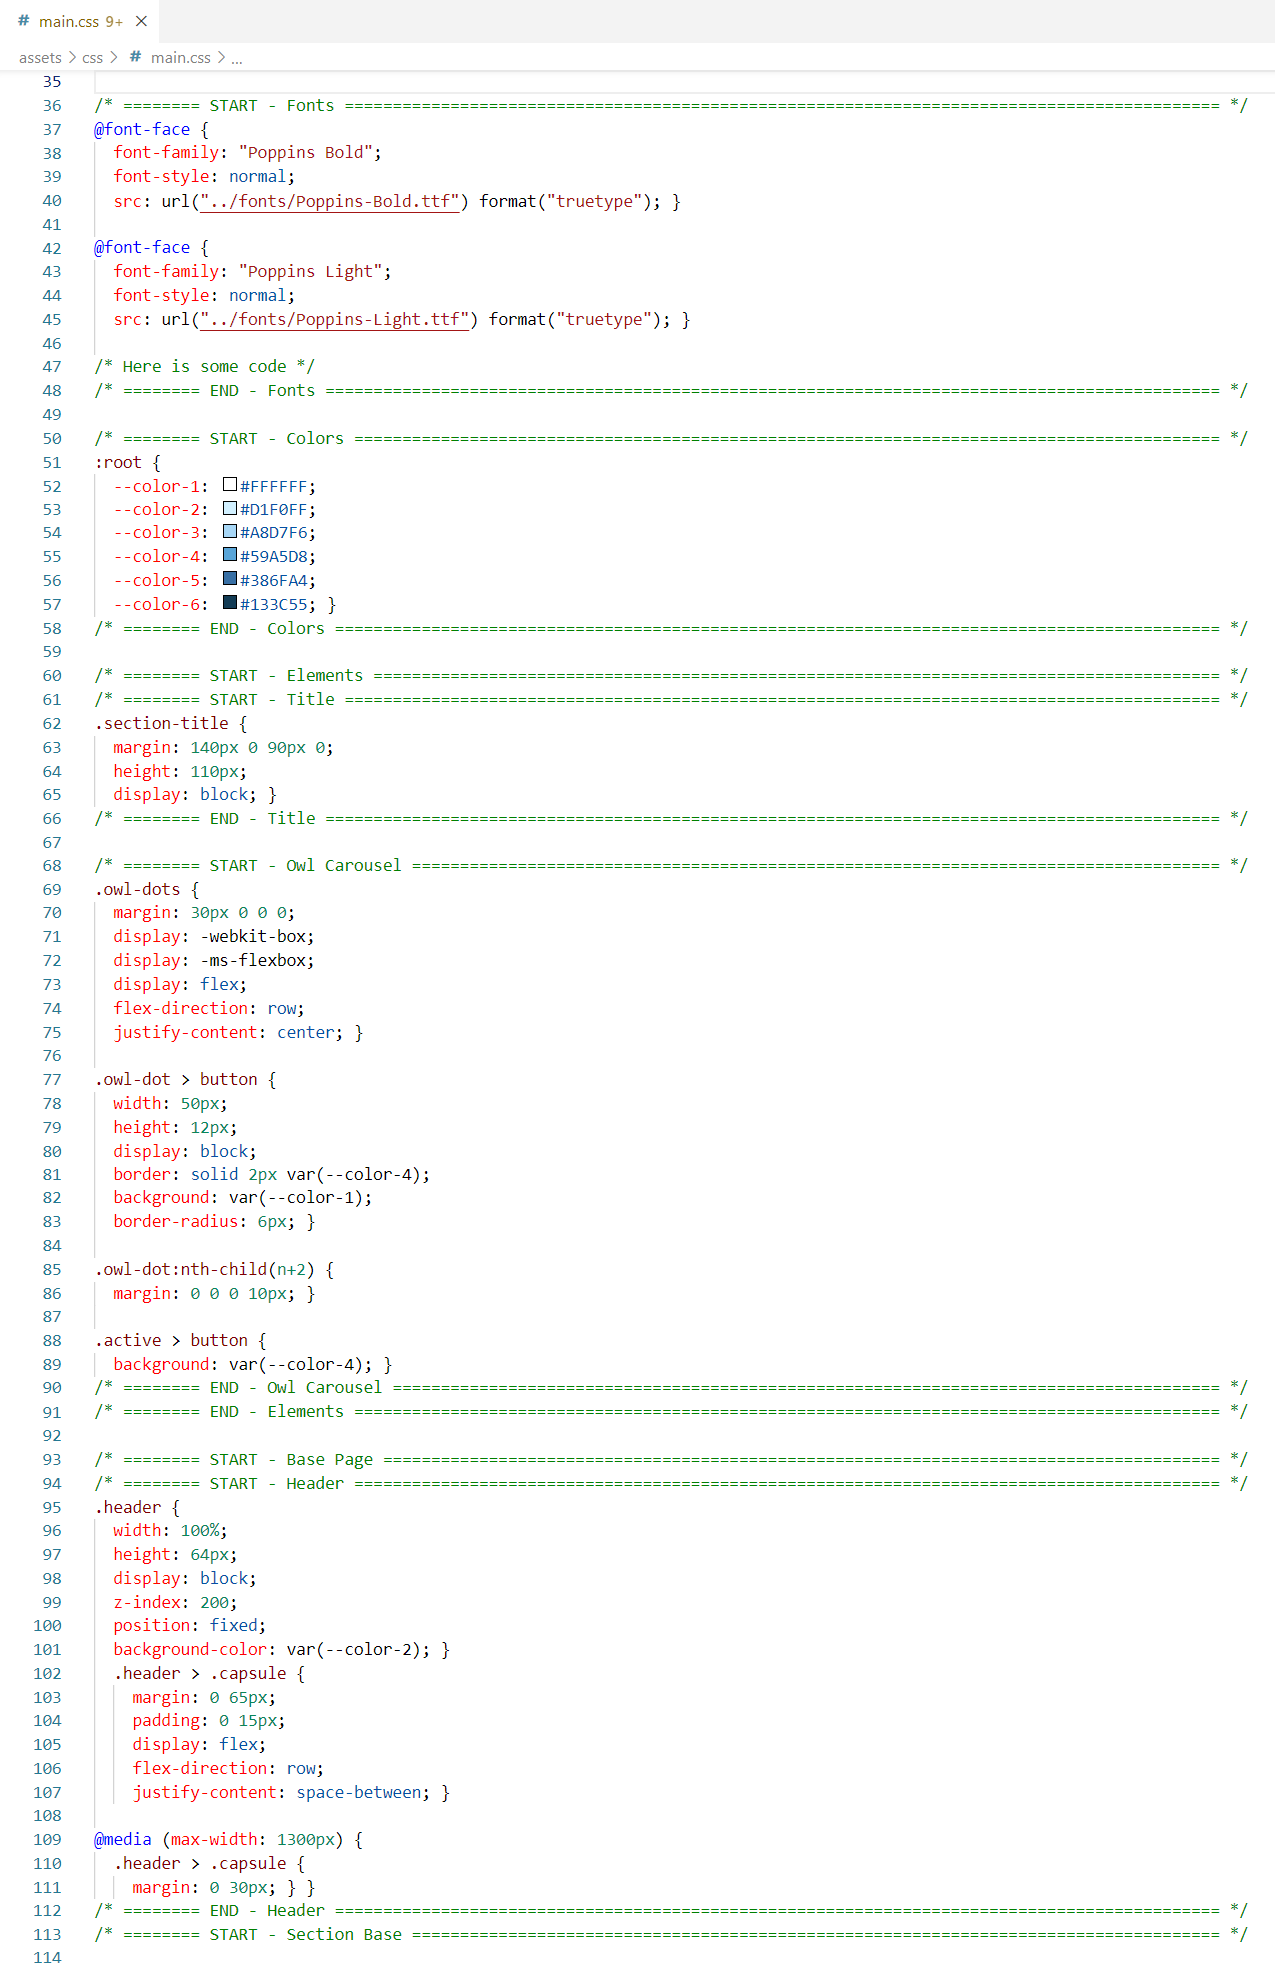 # main.css 9+ ×
assets > css > # main.css > ...
35
36 /* ======== START - Fonts =========================================================================================== */
37 @font-face {
38 font-family: "Poppins Bold";
39 font-style: normal;
40 src: url("../fonts/Poppins-Bold.ttf") format("truetype"); }
41
42 @font-face {
43 font-family: "Poppins Light";
44 font-style: normal;
45 src: url("../fonts/Poppins-Light.ttf") format("truetype"); }
46
47 /* Here is some code */
48 /* ======== END - Fonts ============================================================================================= */
49
50 /* ======== START - Colors ========================================================================================== */
51 :root {
52 --color-1: #FFFFFF;
53 --color-2: #D1F0FF;
54 --color-3: #A8D7F6;
55 --color-4: #59A5D8;
56 --color-5: #386FA4;
57 --color-6: #133C55; }
58 /* ======== END - Colors ============================================================================================ */
59
60 /* ======== START - Elements ======================================================================================== */
61 /* ======== START - Title =========================================================================================== */
62 .section-title {
63 margin: 140px 0 90px 0;
64 height: 110px;
65 display: block; }
66 /* ======== END - Title ============================================================================================= */
67
68 /* ======== START - Owl Carousel ==================================================================================== */
69 .owl-dots {
70 margin: 30px 0 0 0;
71 display: -webkit-box;
72 display: -ms-flexbox;
73 display: flex;
74 flex-direction: row;
75 justify-content: center; }
76
77 .owl-dot > button {
78 width: 50px;
79 height: 12px;
80 display: block;
81 border: solid 2px var(--color-4);
82 background: var(--color-1);
83 border-radius: 6px; }
84
85 .owl-dot:nth-child(n+2) {
86 margin: 0 0 0 10px; }
87
88 .active > button {
89 background: var(--color-4); }
90 /* ======== END - Owl Carousel ====================================================================================== */
91 /* ======== END - Elements ========================================================================================== */
92
93 /* ======== START - Base Page ======================================================================================= */
94 /* ======== START - Header ========================================================================================== */
95 .header {
96 width: 100%;
97 height: 64px;
98 display: block;
99 z-index: 200;
100 position: fixed;
101 background-color: var(--color-2); }
102 .header > .capsule {
103 margin: 0 65px;
104 padding: 0 15px;
105 display: flex;
106 flex-direction: row;
107 justify-content: space-between; }
108
109 @media (max-width: 1300px) {
110 .header > .capsule {
111 margin: 0 30px; } }
112 /* ======== END - Header ============================================================================================ */
113 /* ======== START - Section Base ==================================================================================== */
114